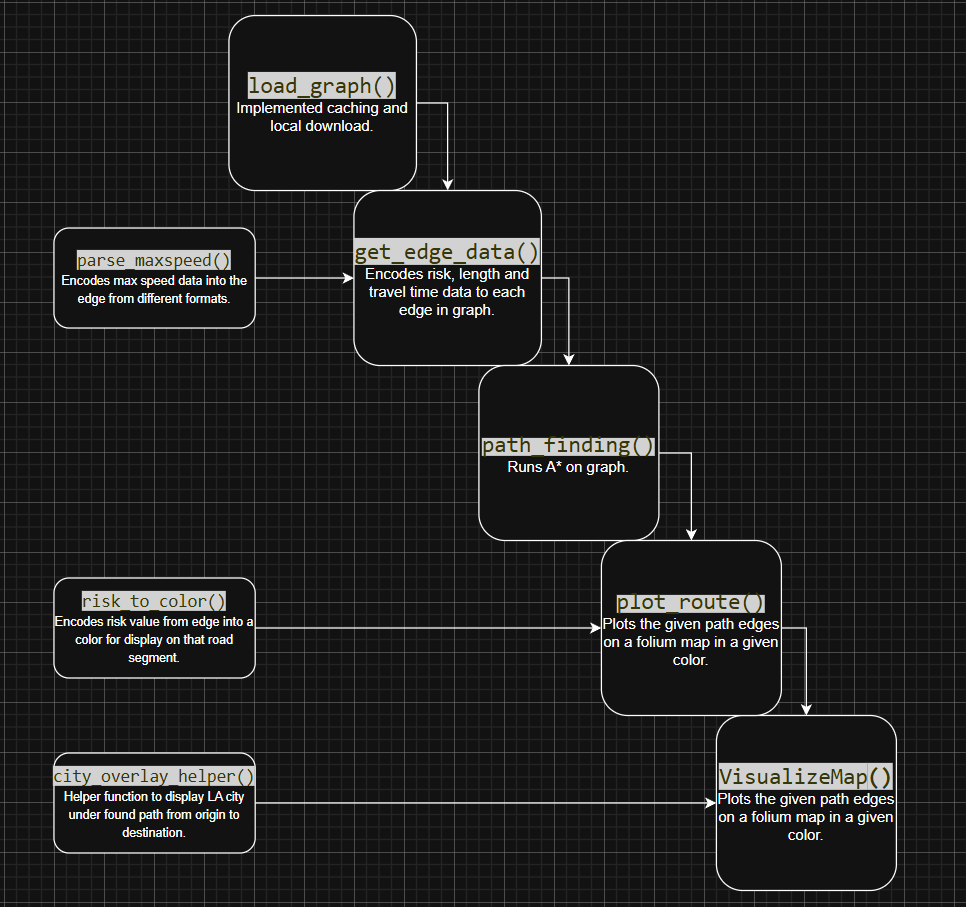 load_graph()
Implemented caching and
local download.
parse_maxspeed()
Encodes max speed data into the
edge from different formats.
get_edge_data()
Encodes risk, length and
travel time data to each
edge in graph.
path_finding()
Runs A* on graph.
risk_to_color()
Encodes risk value from edge into a
color for display on that road
segment.
plot_route()
Plots the given path edges
on a folium map in a given
color.
city_overlay_helper()
Helper function to display LA city
under found path from origin to
destination.
VisualizeMap()
Plots the given path edges
on a folium map in a given
color.